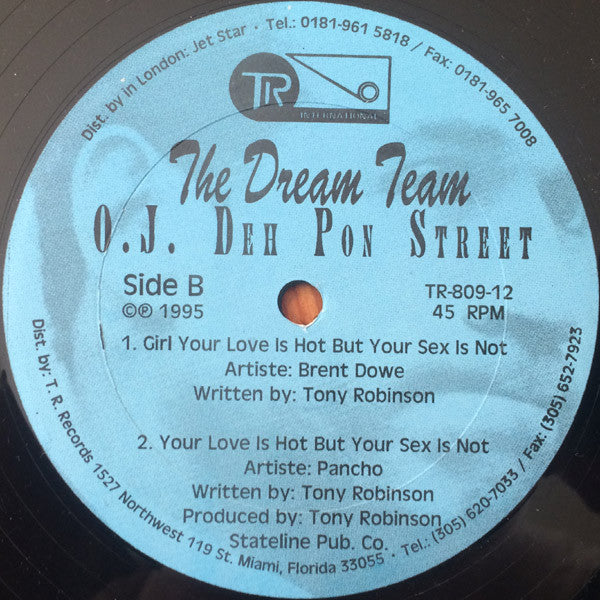 Dist. by in London: Jet Star · Tel.: 0181-961 5818 / Fax: 0181-965 7008
TR
INTERNATIONAL
The Dream Team
O.J. DEH PON STREET
Side B
©℗ 1995
TR-809-12
45 RPM
1. Girl Your Love Is Hot But Your Sex Is Not
Artiste: Brent Dowe
Written by: Tony Robinson
2. Your Love Is Hot But Your Sex Is Not
Artiste: Pancho
Written by: Tony Robinson
Produced by: Tony Robinson
Stateline Pub. Co.
Dist. by: T. R. Records 1527 Northwest 119 St. Miami, Florida 33055 · Tel.: (305) 620-7033 / Fax: (305) 652-7923